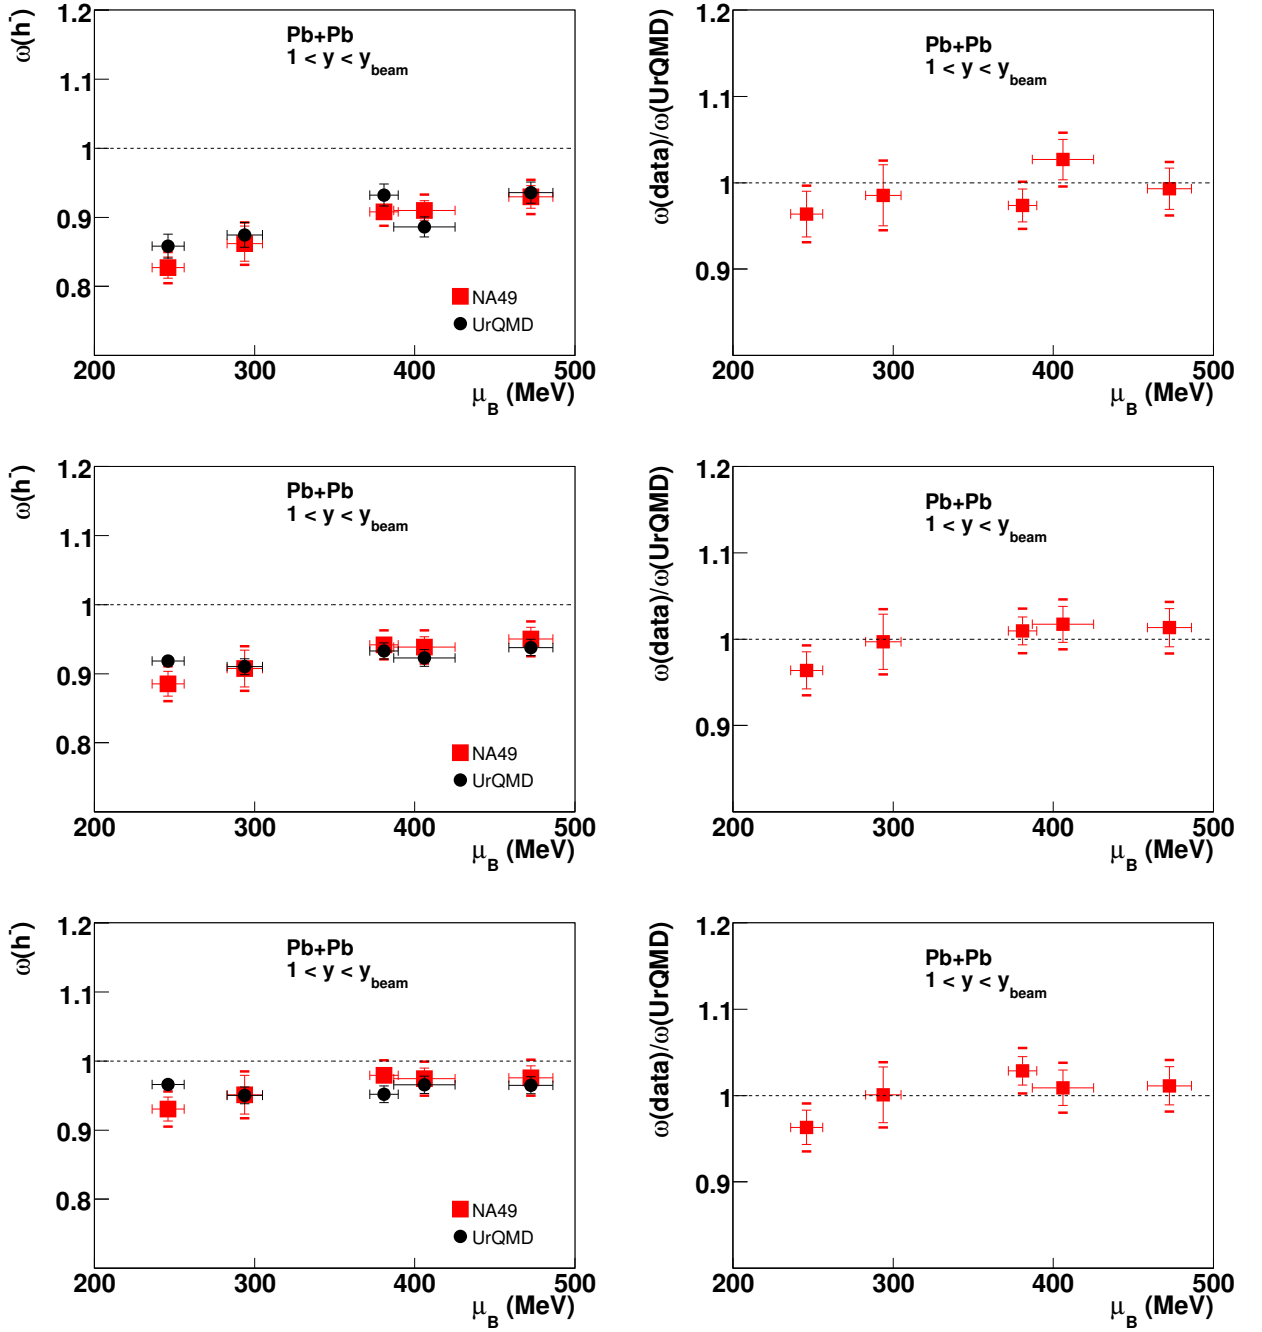 ω(h⁻)
1.2
1.1
1
0.9
0.8
Pb+Pb
1 < y < y_beam
NA49
UrQMD
200 300 400 500
μ_B (MeV)
ω(data)/ω(UrQMD)
1.2
1.1
1
0.9
Pb+Pb
1 < y < y_beam
200 300 400 500
μ_B (MeV)
ω(h⁻)
1.2
1.1
1
0.9
0.8
Pb+Pb
1 < y < y_beam
NA49
UrQMD
200 300 400 500
μ_B (MeV)
ω(data)/ω(UrQMD)
1.2
1.1
1
0.9
Pb+Pb
1 < y < y_beam
200 300 400 500
μ_B (MeV)
ω(h⁻)
1.2
1.1
1
0.9
0.8
Pb+Pb
1 < y < y_beam
NA49
UrQMD
200 300 400 500
μ_B (MeV)
ω(data)/ω(UrQMD)
1.2
1.1
1
0.9
Pb+Pb
1 < y < y_beam
200 300 400 500
μ_B (MeV)